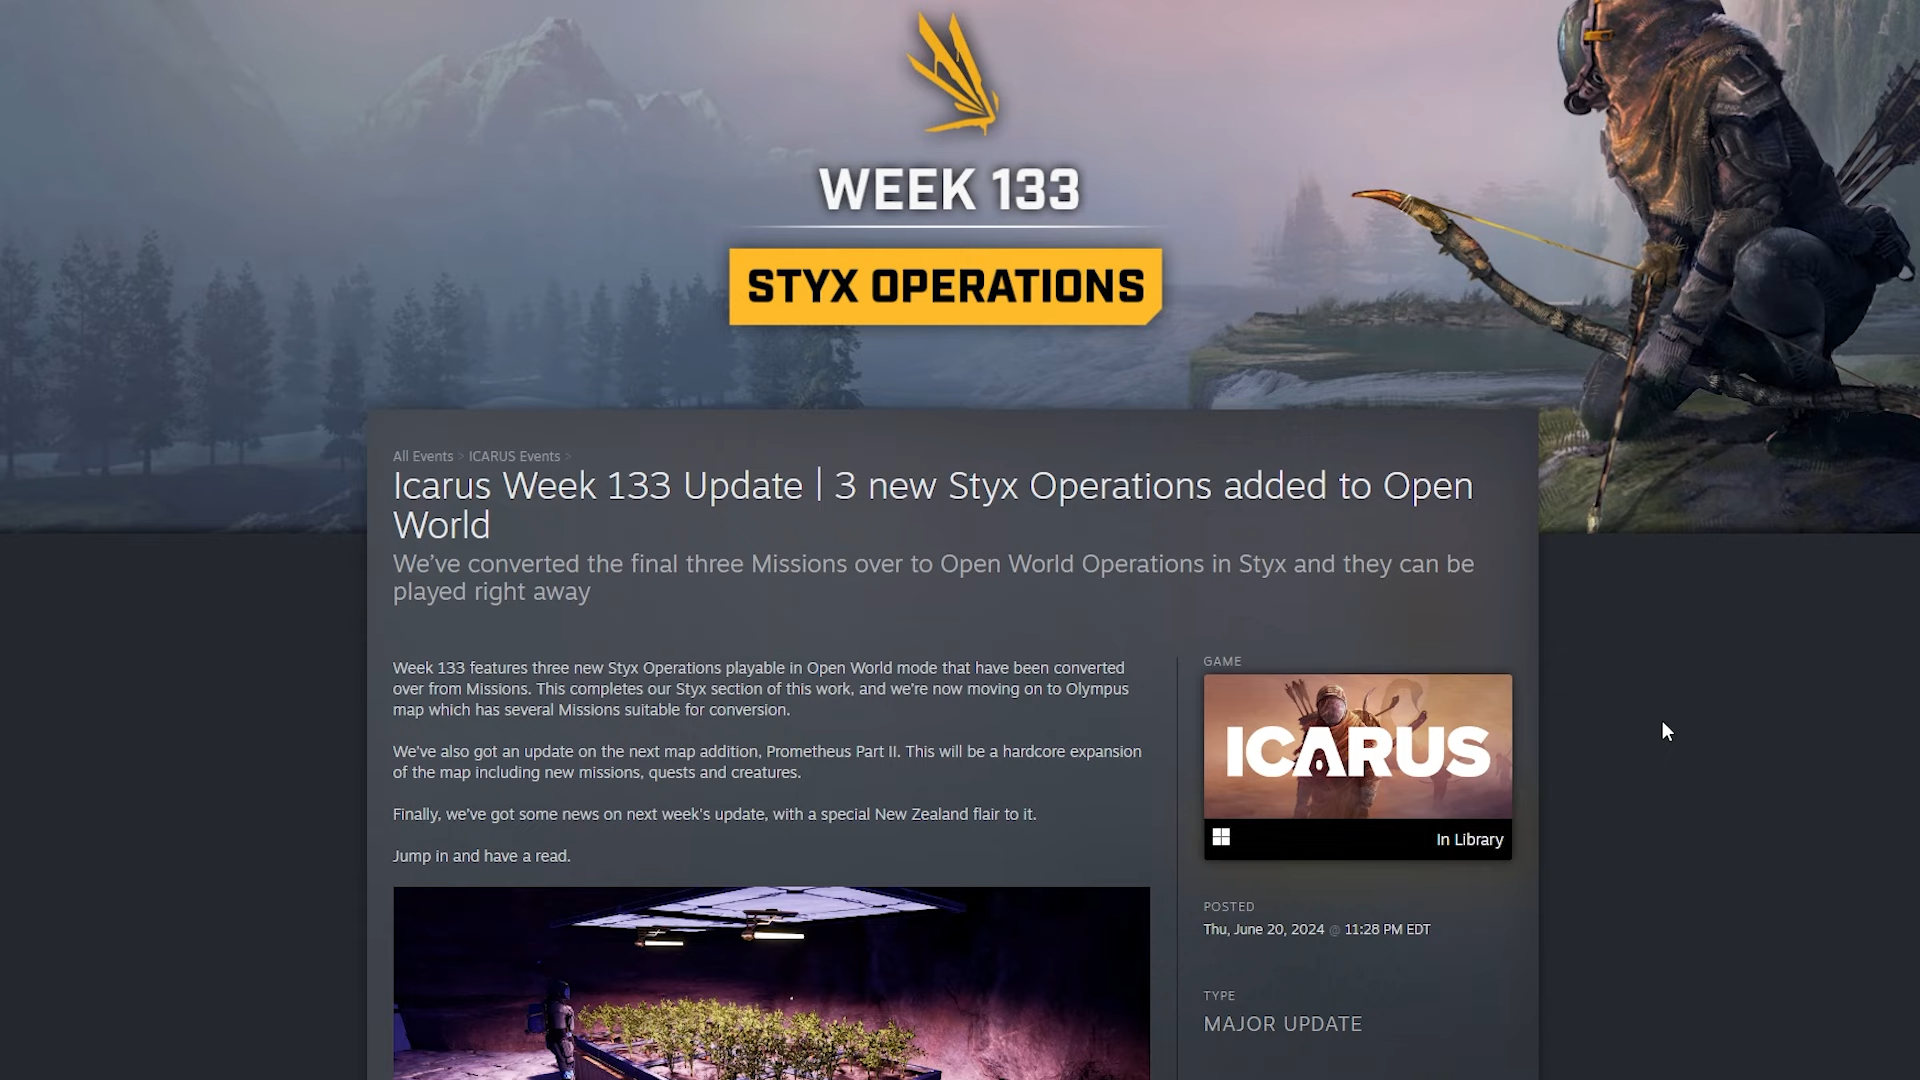 WEEK 133
STYX OPERATIONS
All Events > ICARUS Events >
Icarus Week 133 Update | 3 new Styx Operations added to Open
World
We've converted the final three Missions over to Open World Operations in Styx and they can be
played right away
Week 133 features three new Styx Operations playable in Open World mode that have been converted
over from Missions. This completes our Styx section of this work, and we're now moving on to Olympus
map which has several Missions suitable for conversion.
We've also got an update on the next map addition, Prometheus Part II. This will be a hardcore expansion
of the map including new missions, quests and creatures.
Finally, we've got some news on next week's update, with a special New Zealand flair to it.
Jump in and have a read.
GAME
ICARUS
In Library
POSTED
Thu, June 20, 2024 @ 11:28 PM EDT
TYPE
MAJOR UPDATE